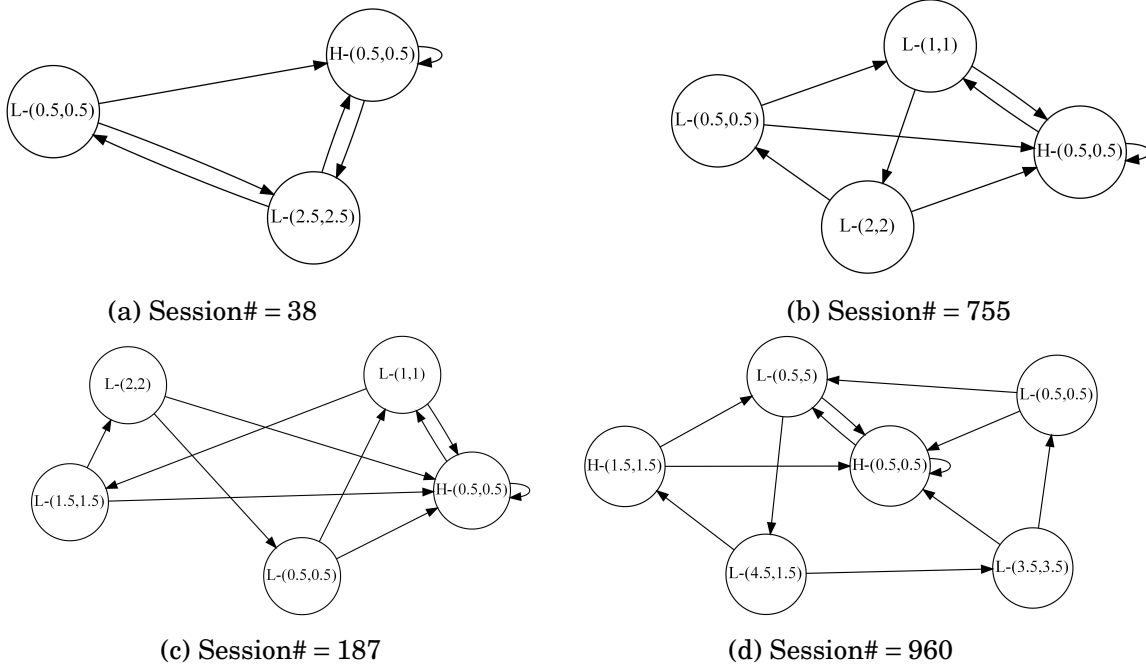 H-(0.5,0.5)
L-(0.5,0.5)
L-(2.5,2.5)
(a) Session# = 38
L-(1,1)
L-(0.5,0.5)
H-(0.5,0.5)
L-(2,2)
(b) Session# = 755
L-(2,2)
L-(1,1)
L-(1.5,1.5)
H-(0.5,0.5)
L-(0.5,0.5)
(c) Session# = 187
L-(0.5,5)
L-(0.5,0.5)
H-(1.5,1.5)
H-(0.5,0.5)
L-(4.5,1.5)
L-(3.5,3.5)
(d) Session# = 960